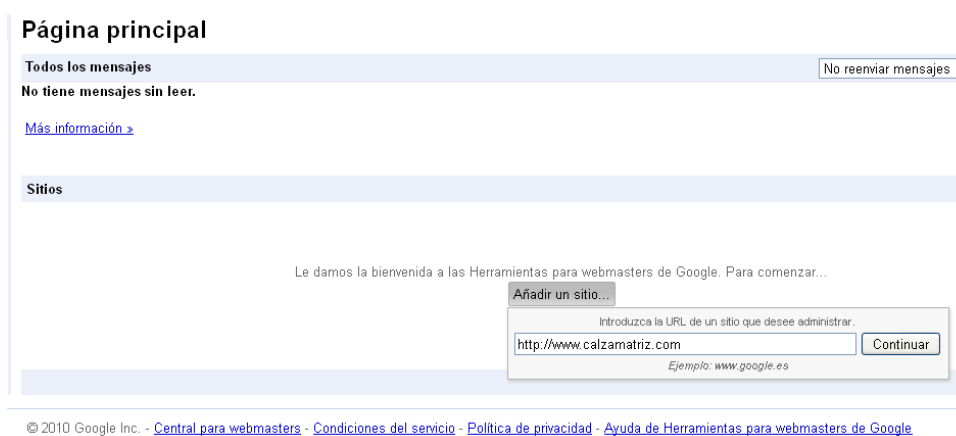 Página principal
Todos los mensajes
No reenviar mensajes
No tiene mensajes sin leer.
Más información »
Sitios
Le damos la bienvenida a las Herramientas para webmasters de Google. Para comenzar...
Añadir un sitio...
Introduzca la URL de un sitio que desee administrar.
http://www.calzamatriz.com Continuar
Ejemplo: www.google.es
© 2010 Google Inc. - Central para webmasters - Condiciones del servicio - Política de privacidad - Ayuda de Herramientas para webmasters de Google